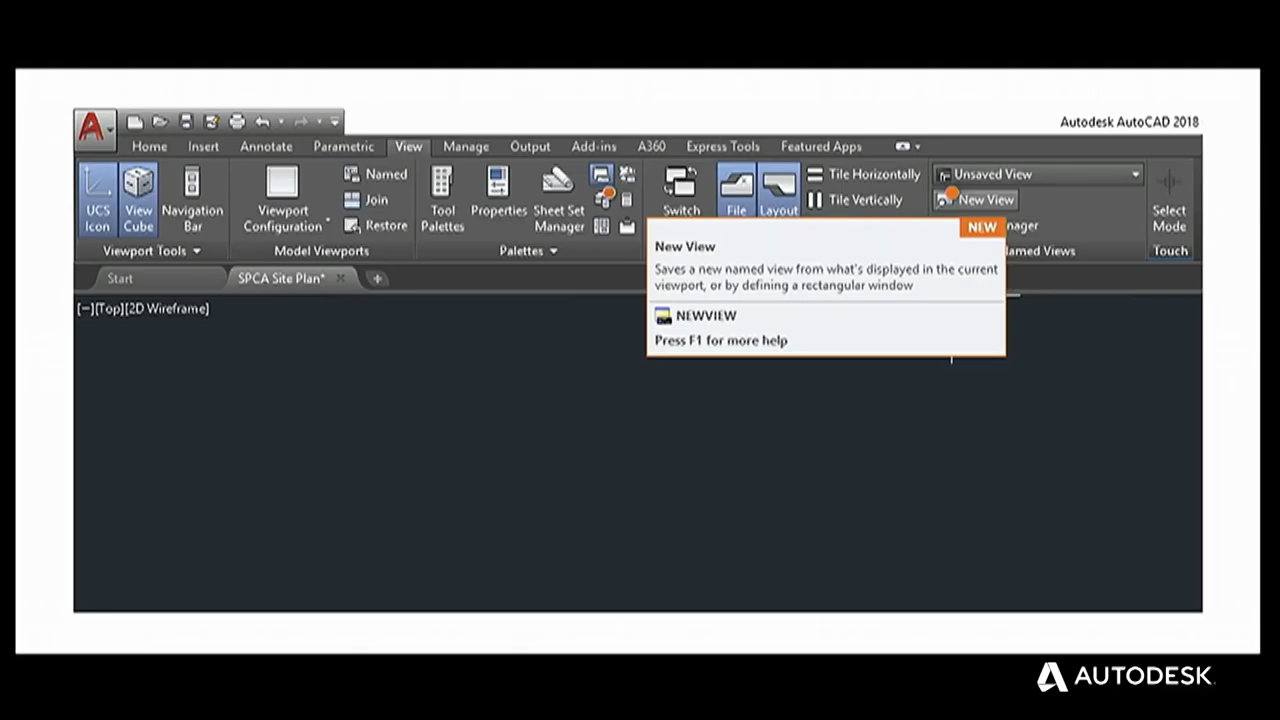 Autodesk AutoCAD 2018
Home Insert Annotate Parametric View Manage Output Add-ins A360 Express Tools Featured Apps
UCS Icon
View Cube
Navigation Bar
Viewport Tools
Viewport Configuration
Named
Join
Restore
Model Viewports
Tool Palettes
Properties
Sheet Set Manager
Palettes
Switch
File
Layout
Tile Horizontally
Tile Vertically
Unsaved View
New View
nager
med Views
Select Mode
Touch
NEW
New View
Saves a new named view from what's displayed in the current
viewport, or by defining a rectangular window
NEWVIEW
Press F1 for more help
Start
SPCA Site Plan*
[−][Top][2D Wireframe]
AUTODESK.